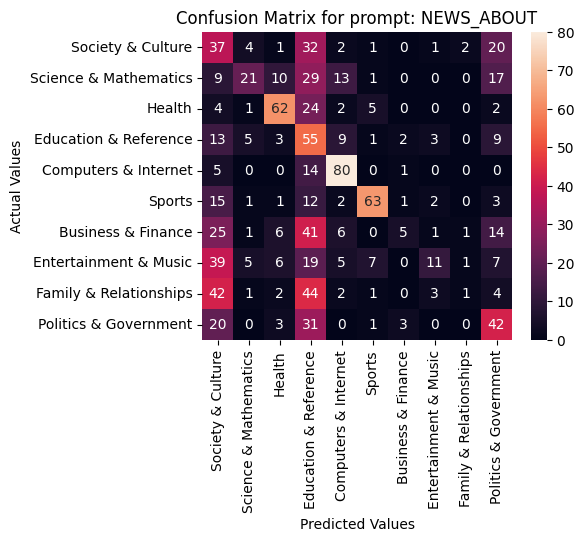 Confusion Matrix for prompt: NEWS_ABOUT
Actual Values
Society & Culture 37 4 1 32 2 1 0 1 2 20
Science & Mathematics 9 21 10 29 13 1 0 0 0 17
Health 4 1 62 24 2 5 0 0 0 2
Education & Reference 13 5 3 55 9 1 2 3 0 9
Computers & Internet 5 0 0 14 80 0 1 0 0 0
Sports 15 1 1 12 2 63 1 2 0 3
Business & Finance 25 1 6 41 6 0 5 1 1 14
Entertainment & Music 39 5 6 19 5 7 0 11 1 7
Family & Relationships 42 1 2 44 2 1 0 3 1 4
Politics & Government 20 0 3 31 0 1 3 0 0 42
Society & Culture
Science & Mathematics
Health
Education & Reference
Computers & Internet
Sports
Business & Finance
Entertainment & Music
Family & Relationships
Politics & Government
Predicted Values
80
70
60
50
40
30
20
10
0